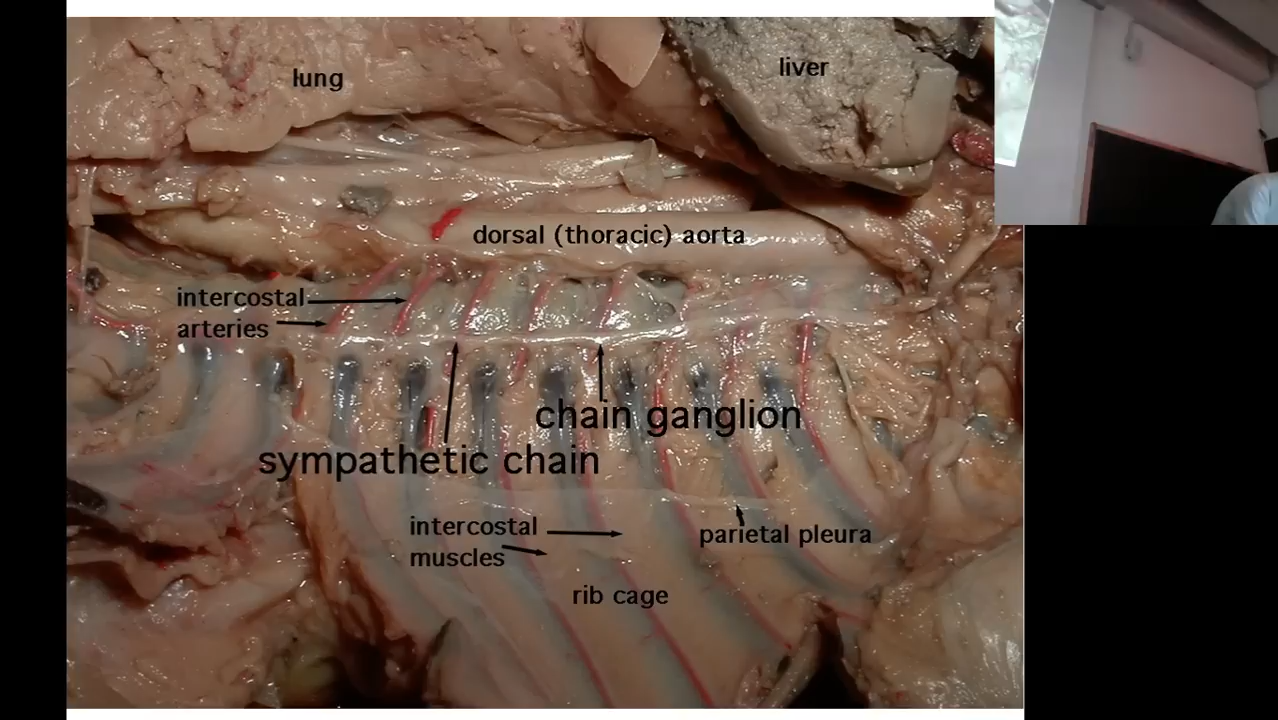 lung
liver
dorsal (thoracic) aorta
intercostal
arteries
chain ganglion
sympathetic chain
intercostal
muscles
parietal pleura
rib cage